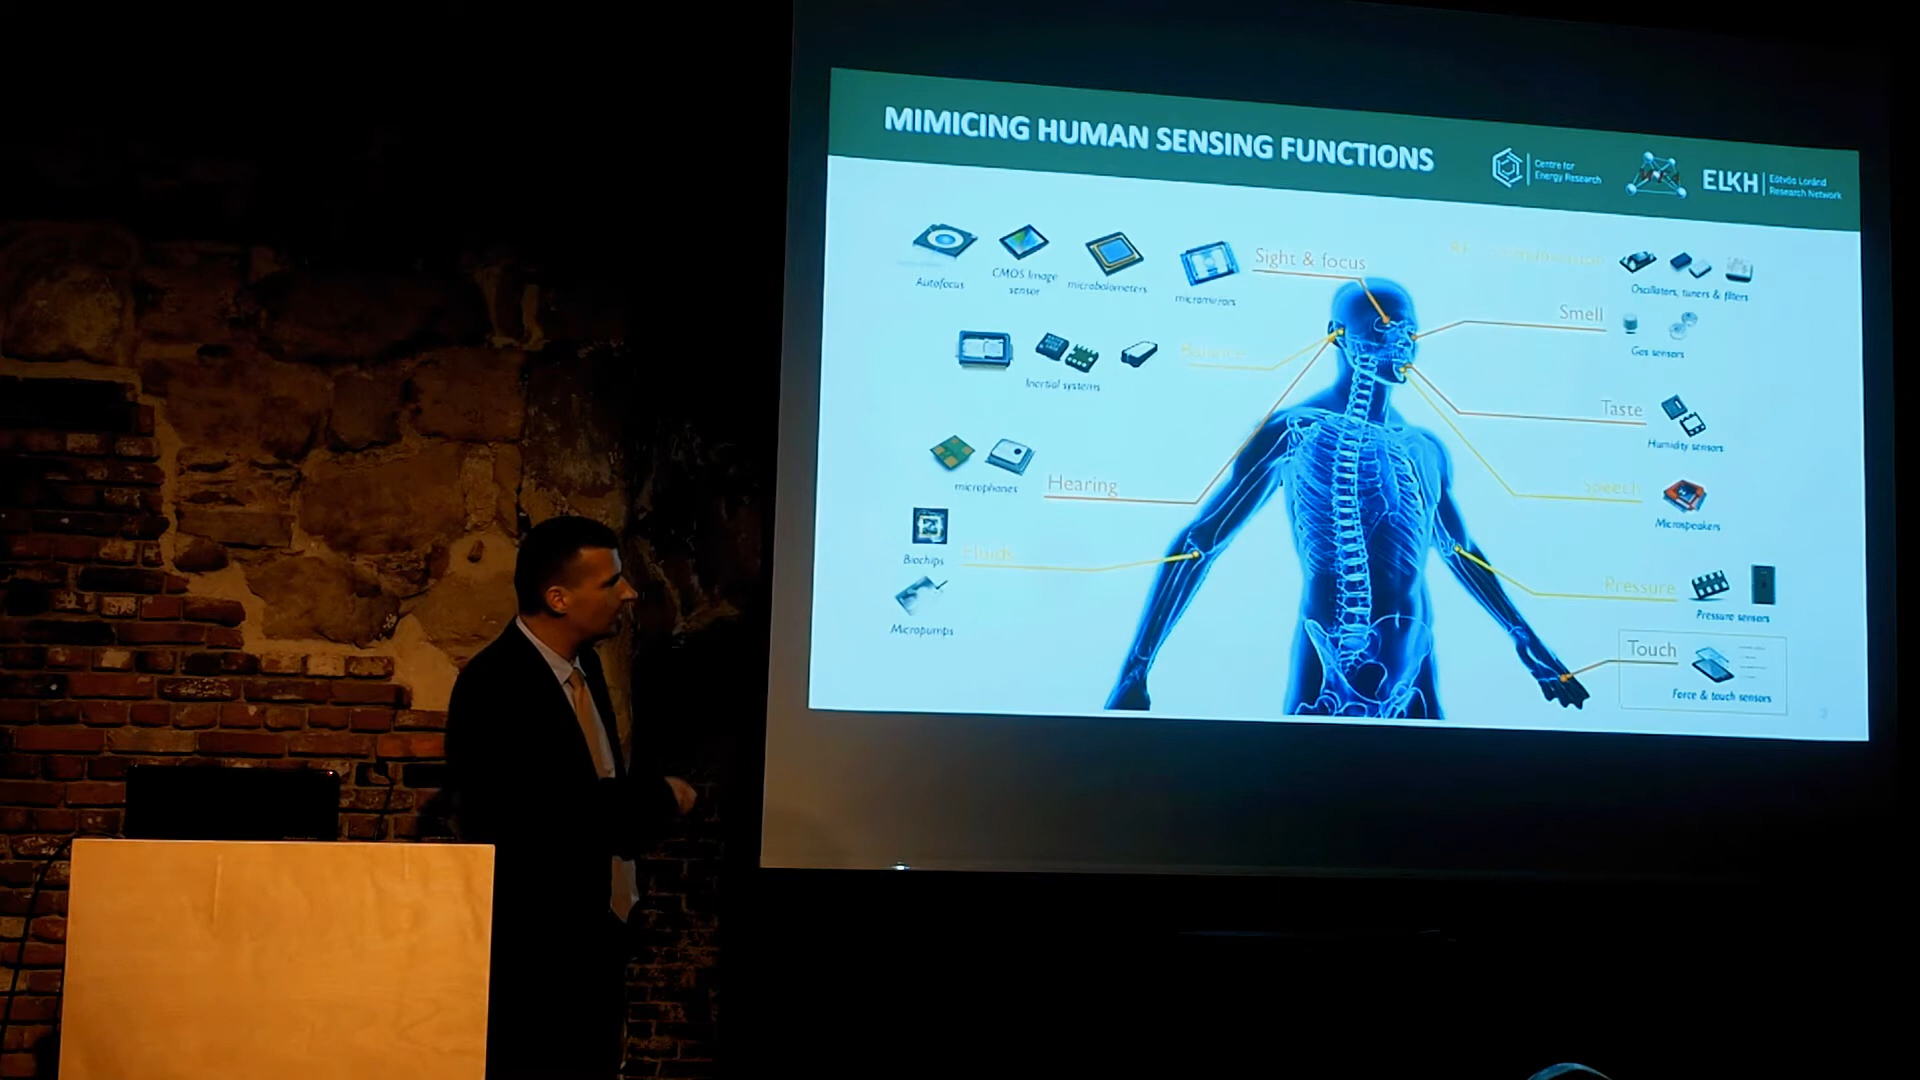 MIMICING HUMAN SENSING FUNCTIONS
Centre for
Energy Research
ELKH
Eötvös Loránd
Research Network
Autofocus
CMOS Image
sensor
microbolometers
micromirrors
Sight & focus
Oscillators, tuners & filters
Smell
Gas sensors
Balance
Inertial systems
Taste
Humidity sensors
microphones
Hearing
Speech
Microspeakers
Biochips
Fluids
Micropumps
Pressure
Pressure sensors
Touch
Force & touch sensors